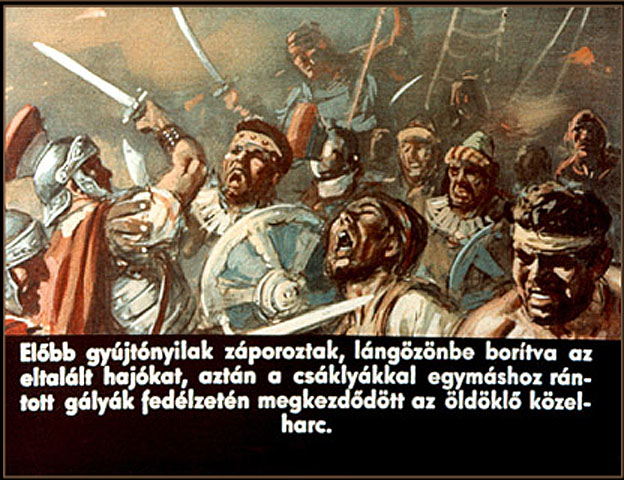 Előbb gyújtónyilak záporoztak, lángözönbe borítva az
eltalált hajókat, aztán a csáklyákkal egymáshoz rán-
tott gályák fedélzetén megkezdődött az öldöklő közel-
harc.